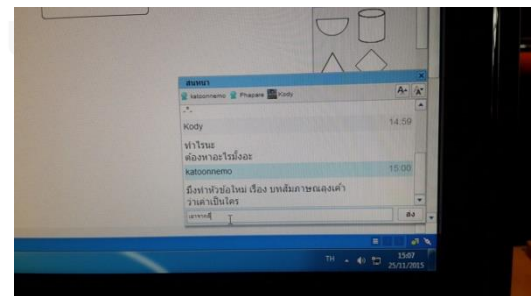 สนทนา
katoonnemo Phapare Kody
Kody 14:59
ทำไรนะ
ต้องหาอะไรมั้งอะ
katoonnemo 15:00
มึงทำหัวข้อใหม่ เรื่อง บทสัมภาษณลุงเค้า
ว่าเค้าเป็นใคร
ส่ง
TH
15:07
25/11/2015